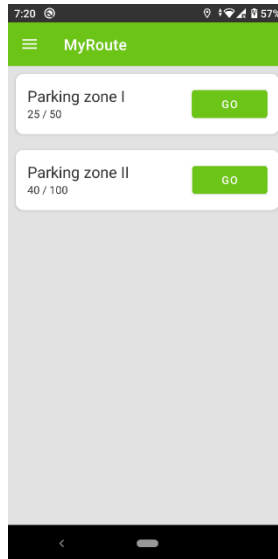 7:20 57%
MyRoute
Parking zone I
25 / 50
GO
Parking zone II
40 / 100
GO